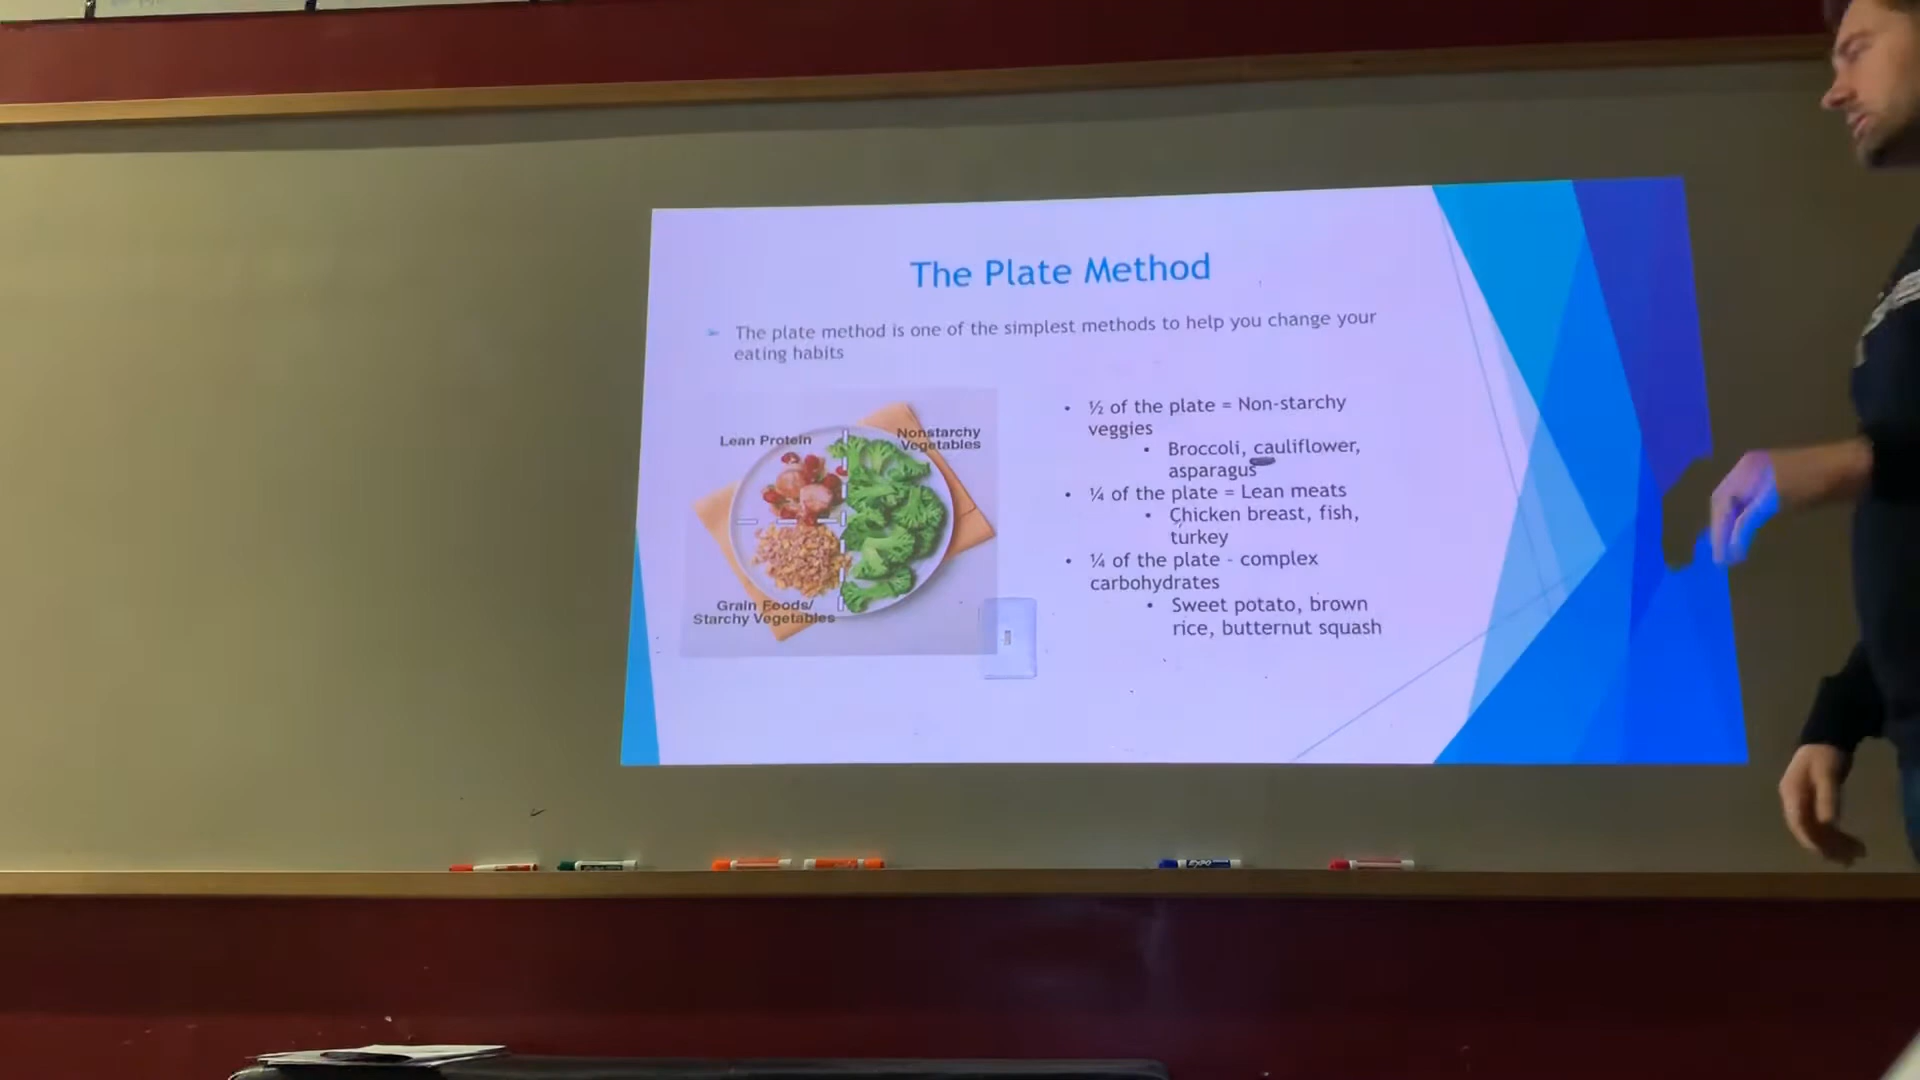 The Plate Method
➢ The plate method is one of the simplest methods to help you change your
eating habits
Lean Protein
Nonstarchy
Vegetables
Grain Foods/
Starchy Vegetables
• ½ of the plate = Non-starchy
veggies
• Broccoli, cauliflower,
asparagus
• ¼ of the plate = Lean meats
• Chicken breast, fish,
turkey
• ¼ of the plate - complex
carbohydrates
• Sweet potato, brown
rice, butternut squash
EXPO